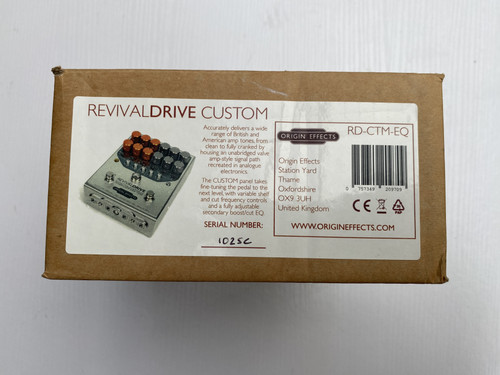 REVIVALDRIVE CUSTOM
Accurately delivers a wide
range of British and
American amp tones, from
clean to fully cranked by
housing an unabridged valve
amp-style signal path
recreated in analogue
electronics.
The CUSTOM panel takes
fine-tuning the pedal to the
next level, with variable shelf
and cut frequency controls
and a fully adjustable
secondary boost/cut EQ.
SERIAL NUMBER:
1025C
ORIGIN EFFECTS
RD-CTM-EQ
Origin Effects
Station Yard
Thame
Oxfordshire
OX9 3UH
United Kingdom
CE
WWW.ORIGINEFFECTS.COM